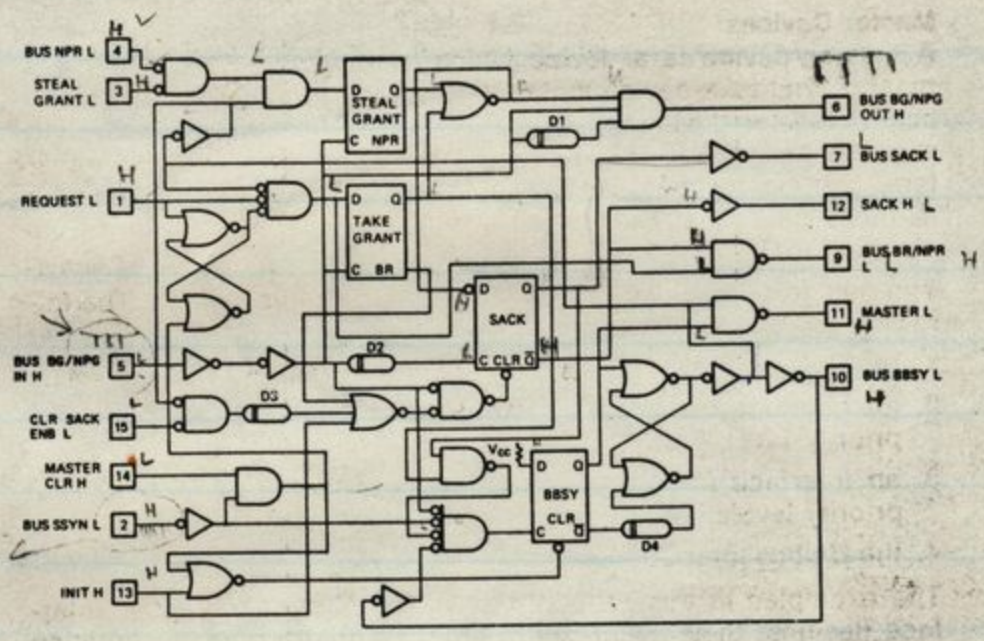 H
BUS NPR L 4
STEAL GRANT L 3 H
REQUEST L 1 H
BUS BG/NPG IN H 5 L
CLR SACK ENB L 15 L
MASTER CLR H 14 L
BUS SSYN L 2 H
INIT H 13 H
L
L
D Q
STEAL GRANT
C NPR
L
D Q
TAKE GRANT
C BR
D1
D2
D3
D4
D Q
SACK
C CLR Q
H
L
VCC
D Q
BBSY
CLR
C Q
6 BUS BG/NPG OUT H
7 BUS SACK L
L
12 SACK H L
H
9 BUS BR/NPR L L H
L
11 MASTER L
H
L
10 BUS BBSY L
H